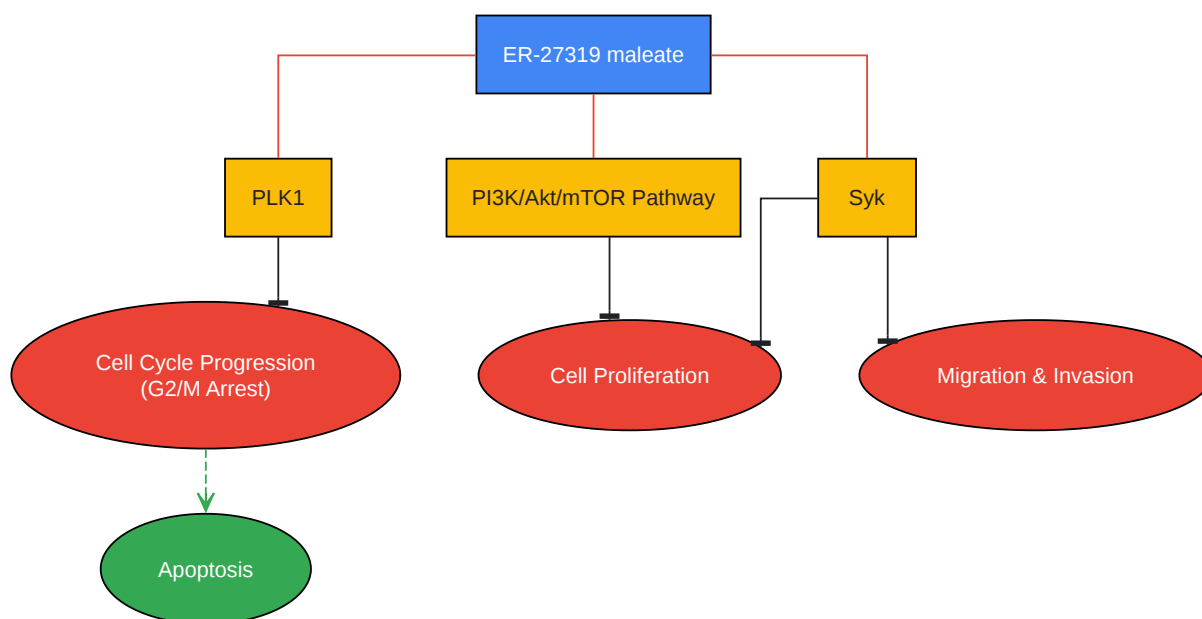 ER-27319 maleate
PLK1
PI3K/Akt/mTOR Pathway
Syk
Cell Cycle Progression
(G2/M Arrest)
Cell Proliferation
Migration & Invasion
Apoptosis